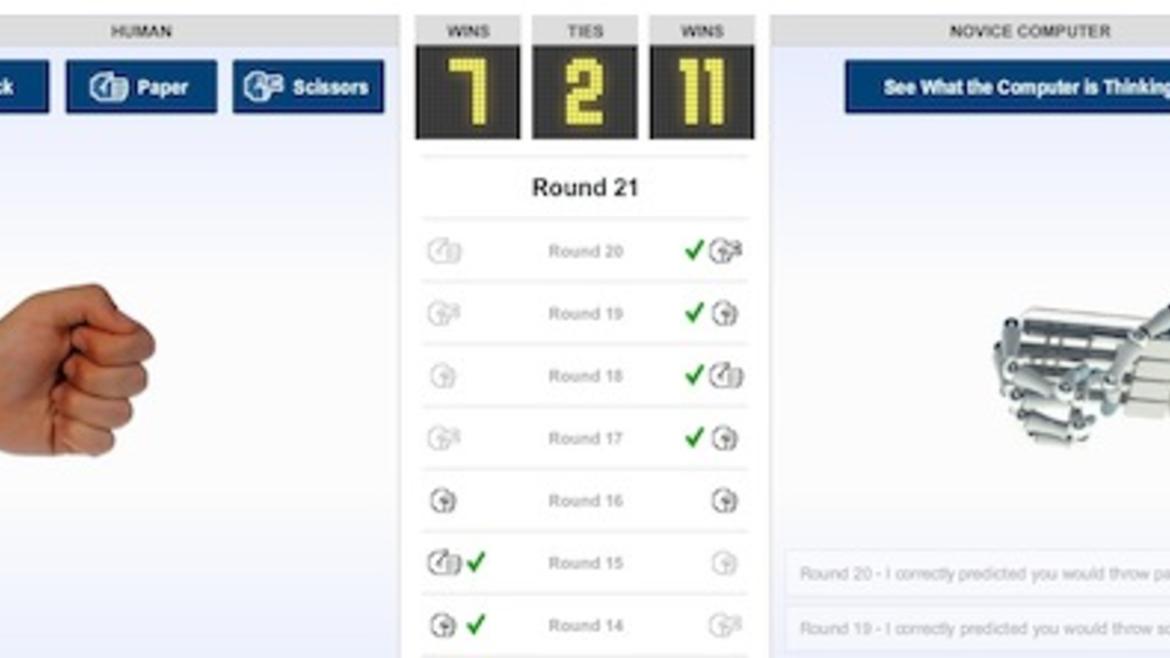 HUMAN
WINS
TIES
WINS
NOVICE COMPUTER
ck
Paper
Scissors
7
2
11
See What the Computer is Thinking
Round 21
Round 20
Round 19
Round 18
Round 17
Round 16
Round 15
Round 14
Round 20 - I correctly predicted you would throw pa
Round 19 - I correctly predicted you would throw sc